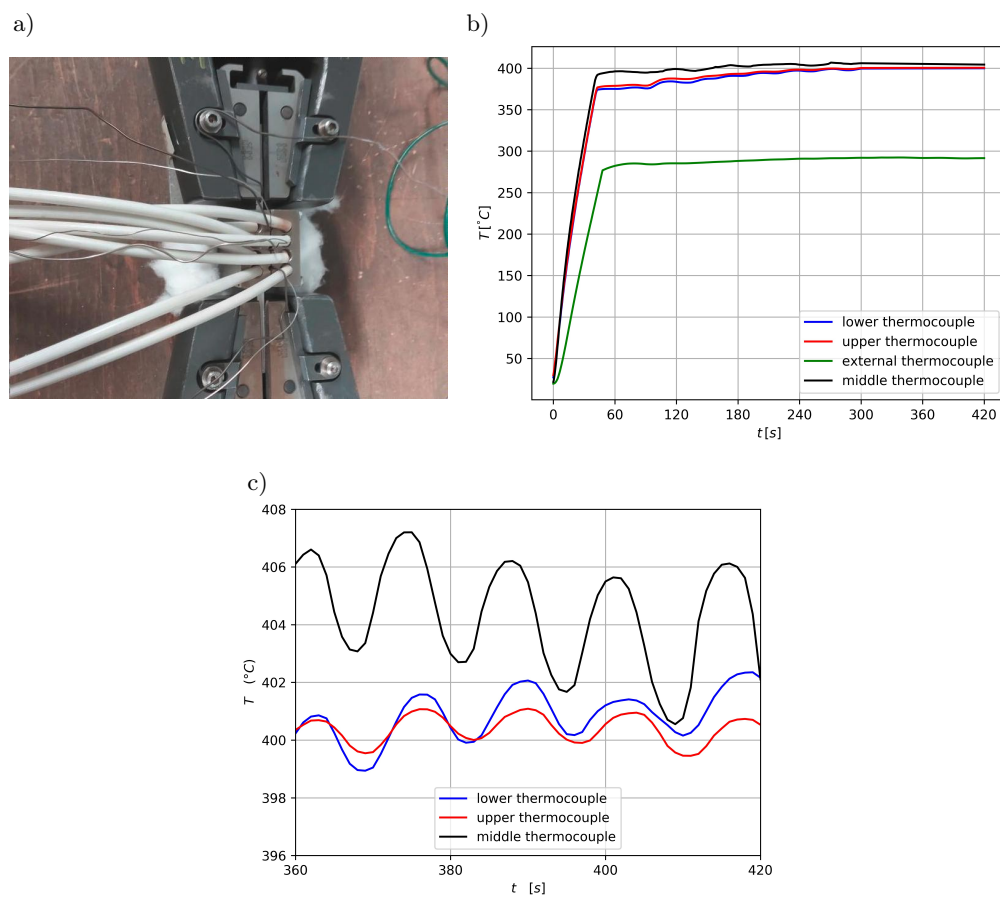 a)
b)
400
350
300
250
200
150
100
50
T [°C]
0 60 120 180 240 300 360 420
t [s]
lower thermocouple
upper thermocouple
external thermocouple
middle thermocouple
c)
408
406
404
402
400
398
396
T (°C)
360 380 400 420
t [s]
lower thermocouple
upper thermocouple
middle thermocouple